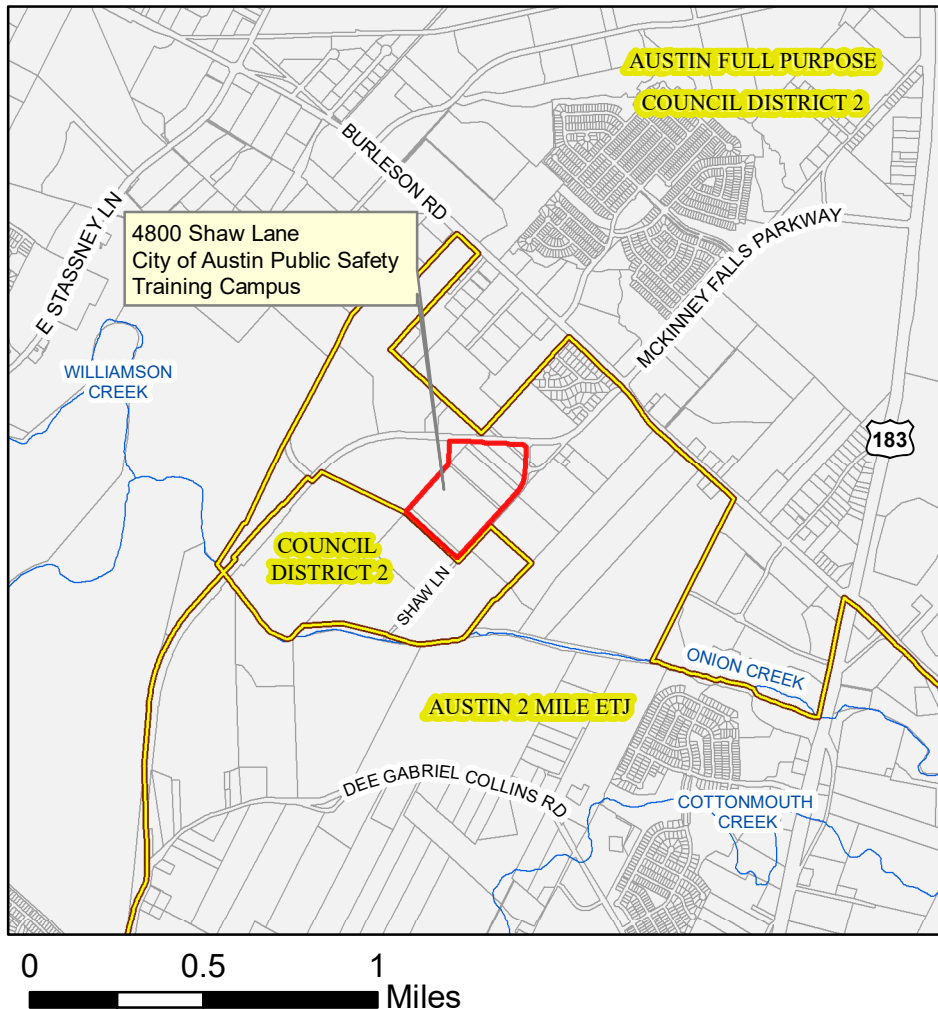 AUSTIN FULL PURPOSE
COUNCIL DISTRICT 2
BURLESON RD
E STASSNEY LN
4800 Shaw Lane
City of Austin Public Safety
Training Campus
MCKINNEY FALLS PARKWAY
WILLIAMSON
CREEK
183
COUNCIL
DISTRICT 2
SHAW LN
ONION CREEK
AUSTIN 2 MILE ETJ
DEE GABRIEL COLLINS RD
COTTONMOUTH
CREEK
0 0.5 1
Miles